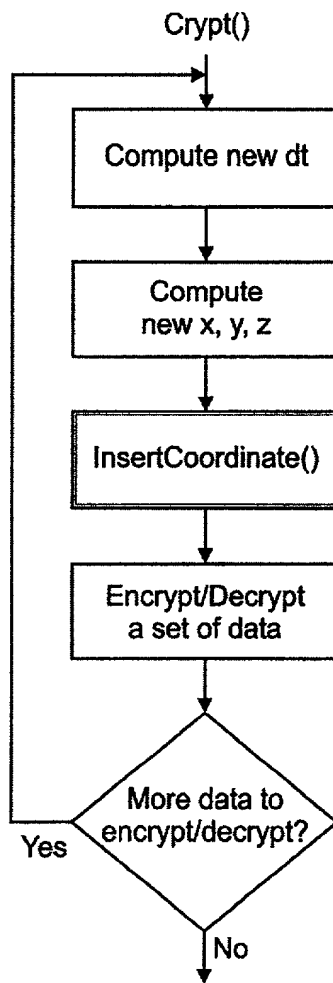 Crypt()
Compute new dt
Compute
new x, y, z
InsertCoordinate()
Encrypt/Decrypt
a set of data
More data to
encrypt/decrypt?
Yes
No